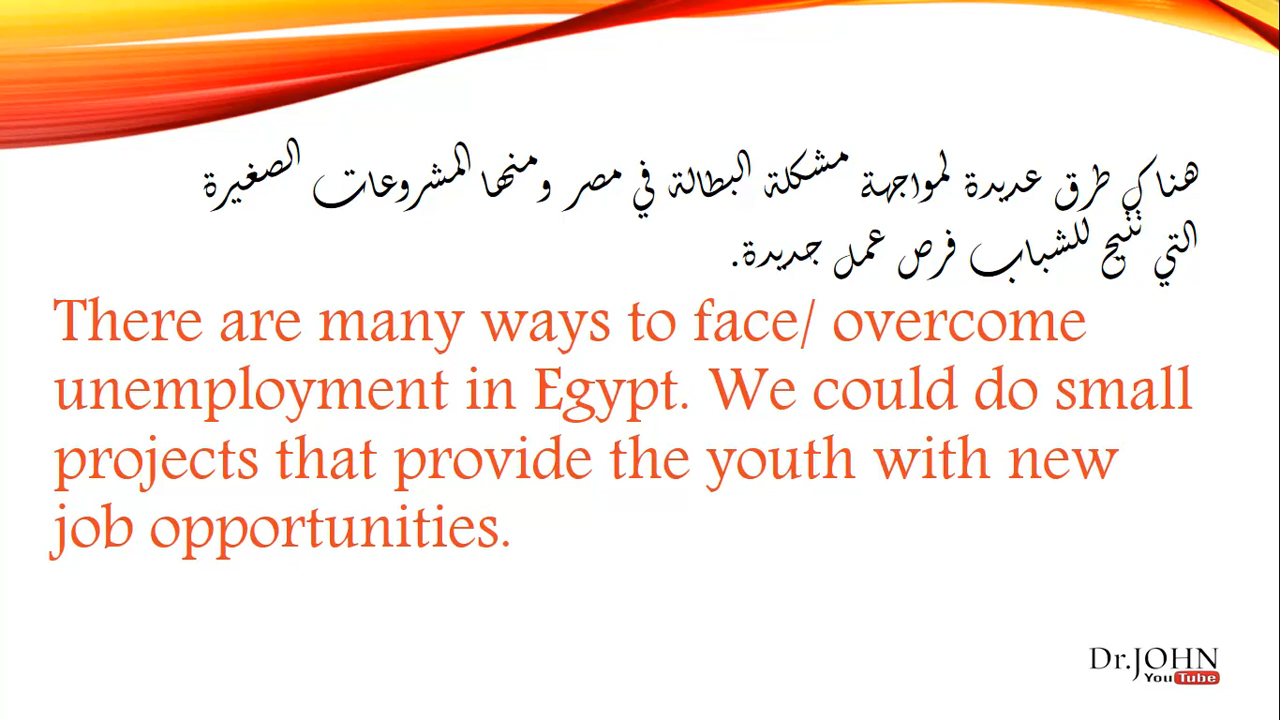 هناك طرق عديدة لمواجهة مشكلة البطالة في مصر ومنها المشروعات الصغيرة
التي تتيح للشباب فرص عمل جديدة.
There are many ways to face/ overcome
unemployment in Egypt. We could do small
projects that provide the youth with new
job opportunities.
Dr.JOHN
YouTube